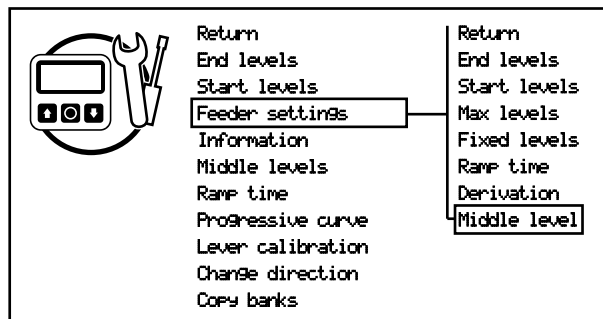 Return
End levels
Start levels
Feeder settings
Information
Middle levels
Ramp time
Progressive curve
Lever calibration
Change direction
Copy banks
Return
End levels
Start levels
Max levels
Fixed levels
Ramp time
Derivation
Middle level